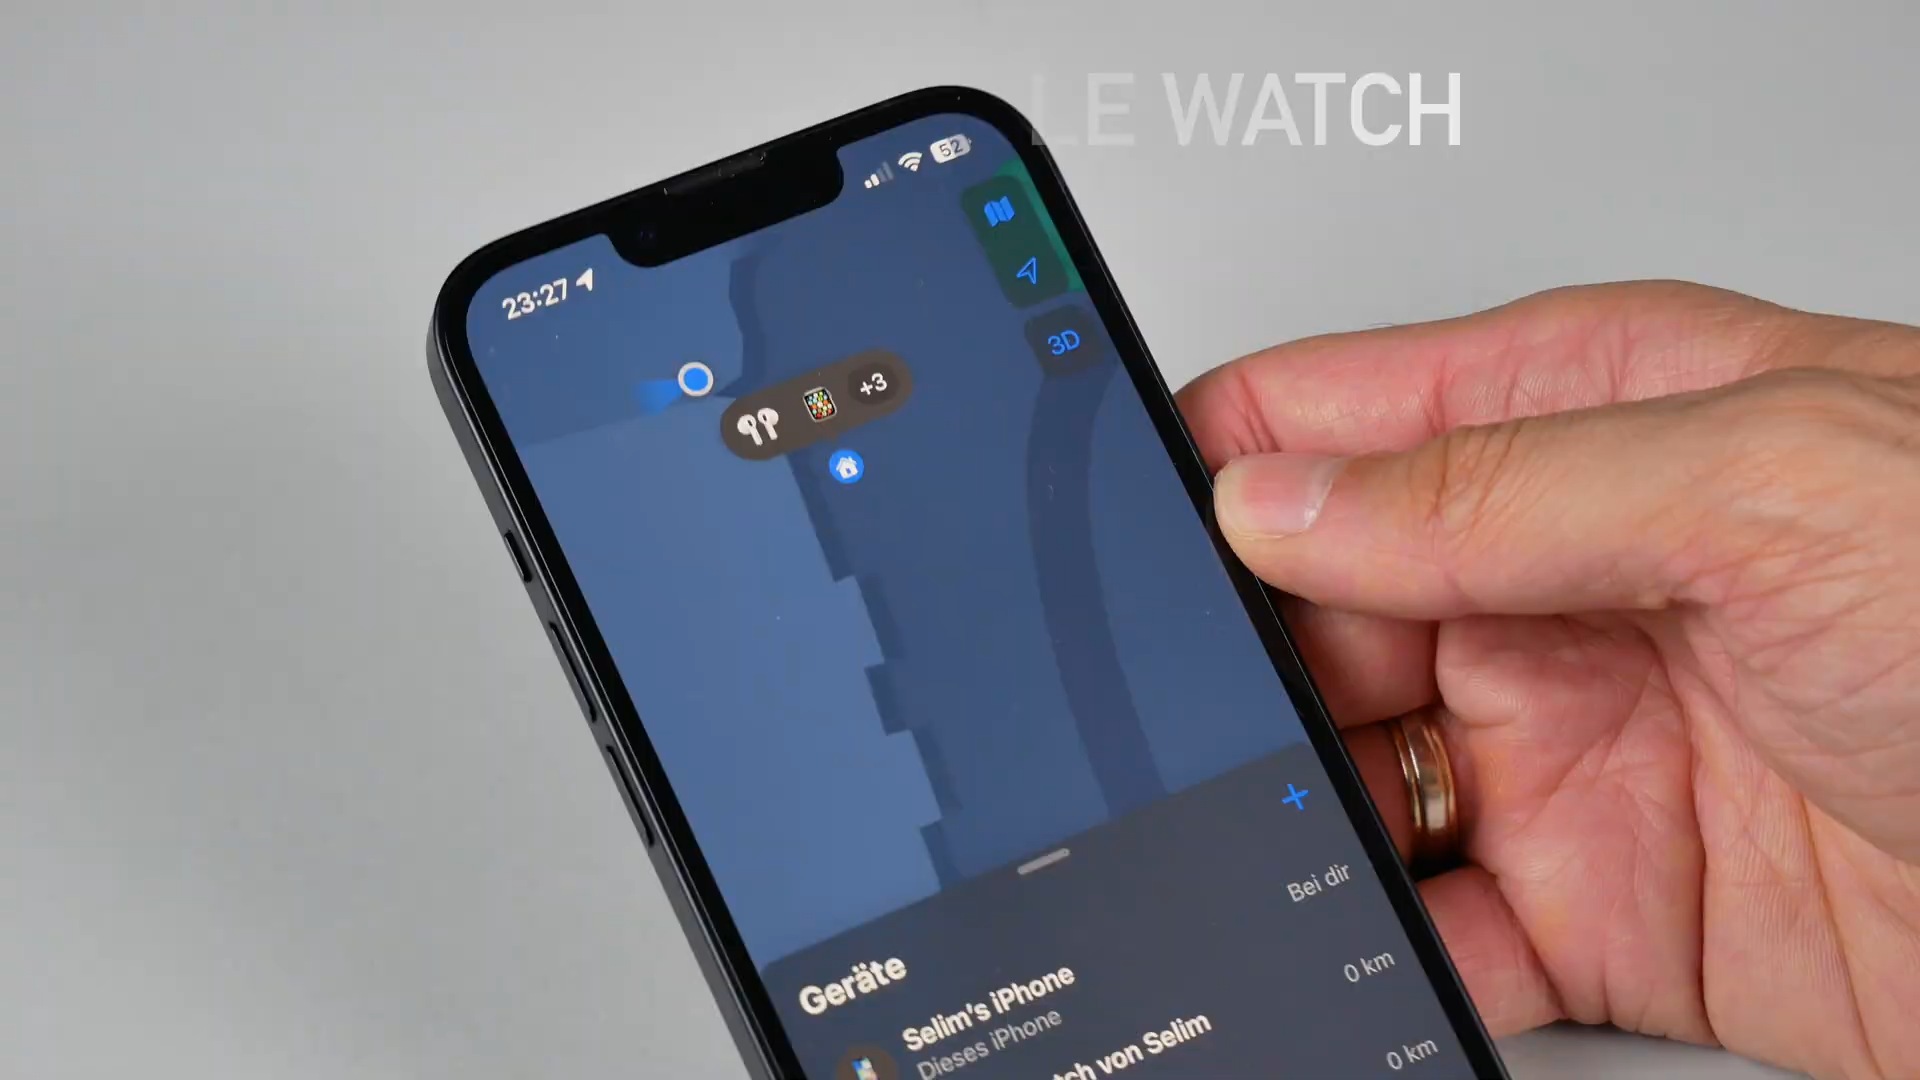 LE WATCH
52
23:27
3D
+3
Bei dir
Geräte
Selim's iPhone
Dieses iPhone
0 km
tch von Selim
0 km